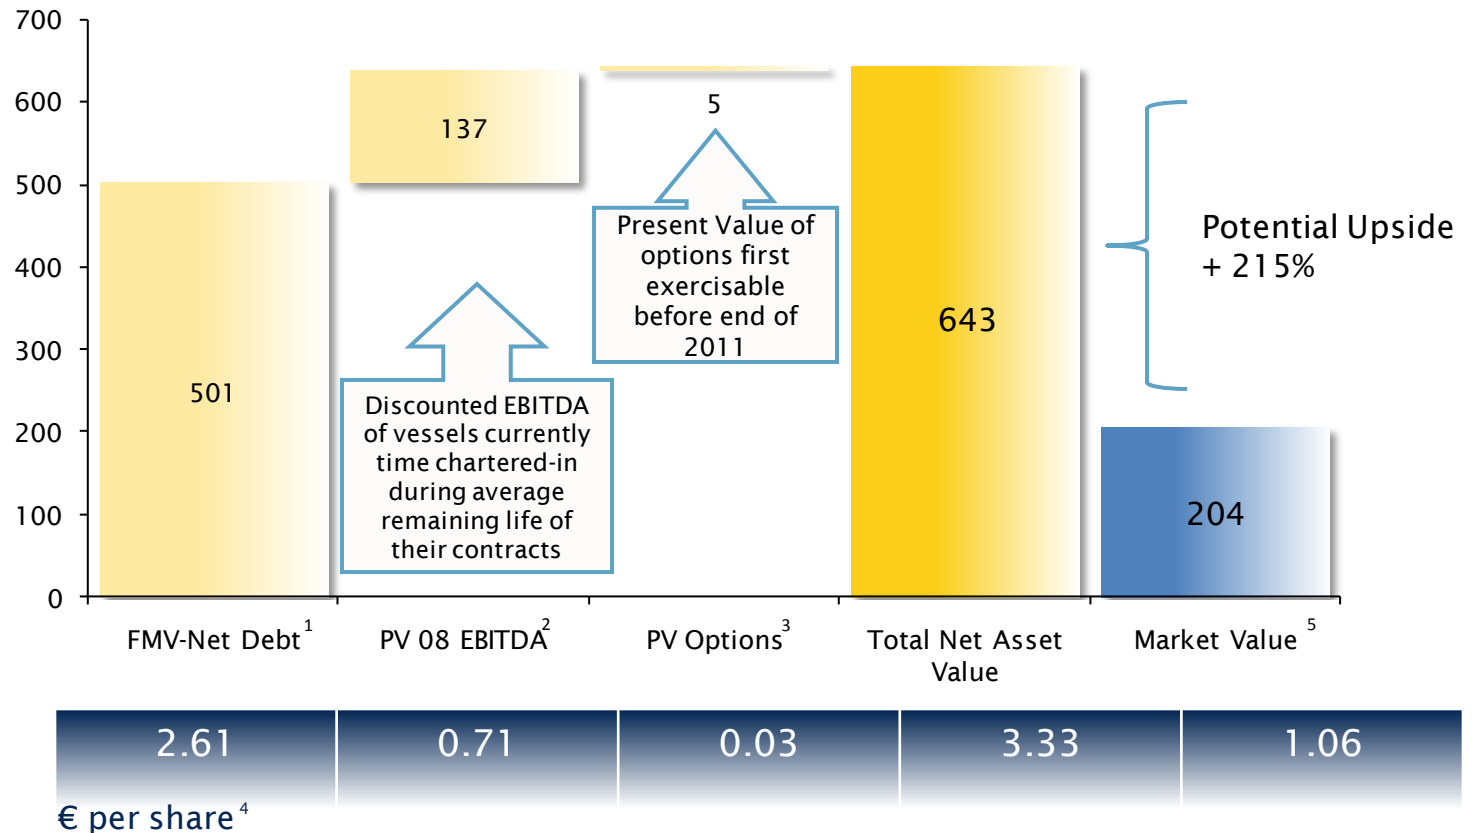 700
600
500
400
300
200
100
0
501
137
5
643
204
Discounted EBITDA
of vessels currently
time chartered-in
during average
remaining life of
their contracts
Present Value of
options first
exercisable
before end of
2011
Potential Upside
+ 215%
FMV-Net Debt 1
PV 08 EBITDA 2
PV Options 3
Total Net Asset
Value
Market Value 5
2.61 0.71 0.03 3.33 1.06
€ per share 4